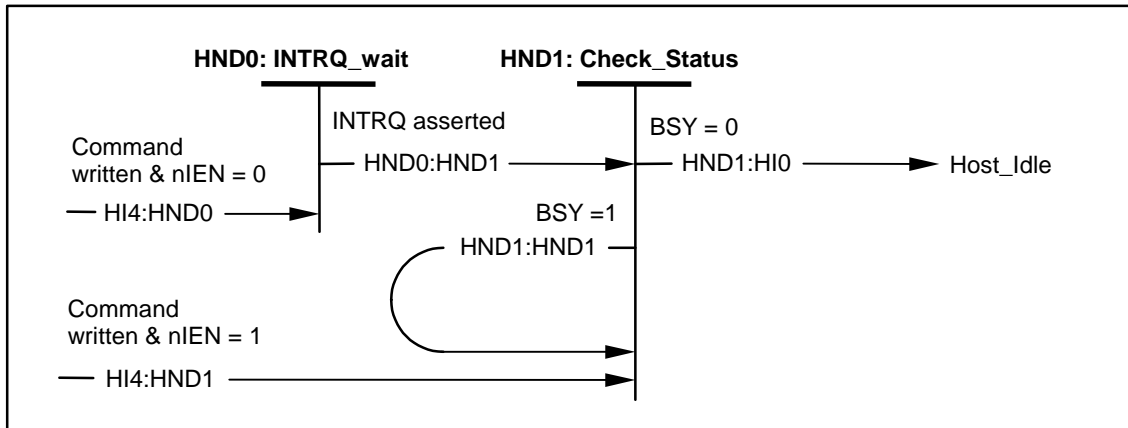 HND0: INTRQ_wait
HND1: Check_Status
INTRQ asserted
BSY = 0
Command
written & nIEN = 0
HND0:HND1
HND1:HI0
Host_Idle
HI4:HND0
BSY =1
HND1:HND1
Command
written & nIEN = 1
HI4:HND1